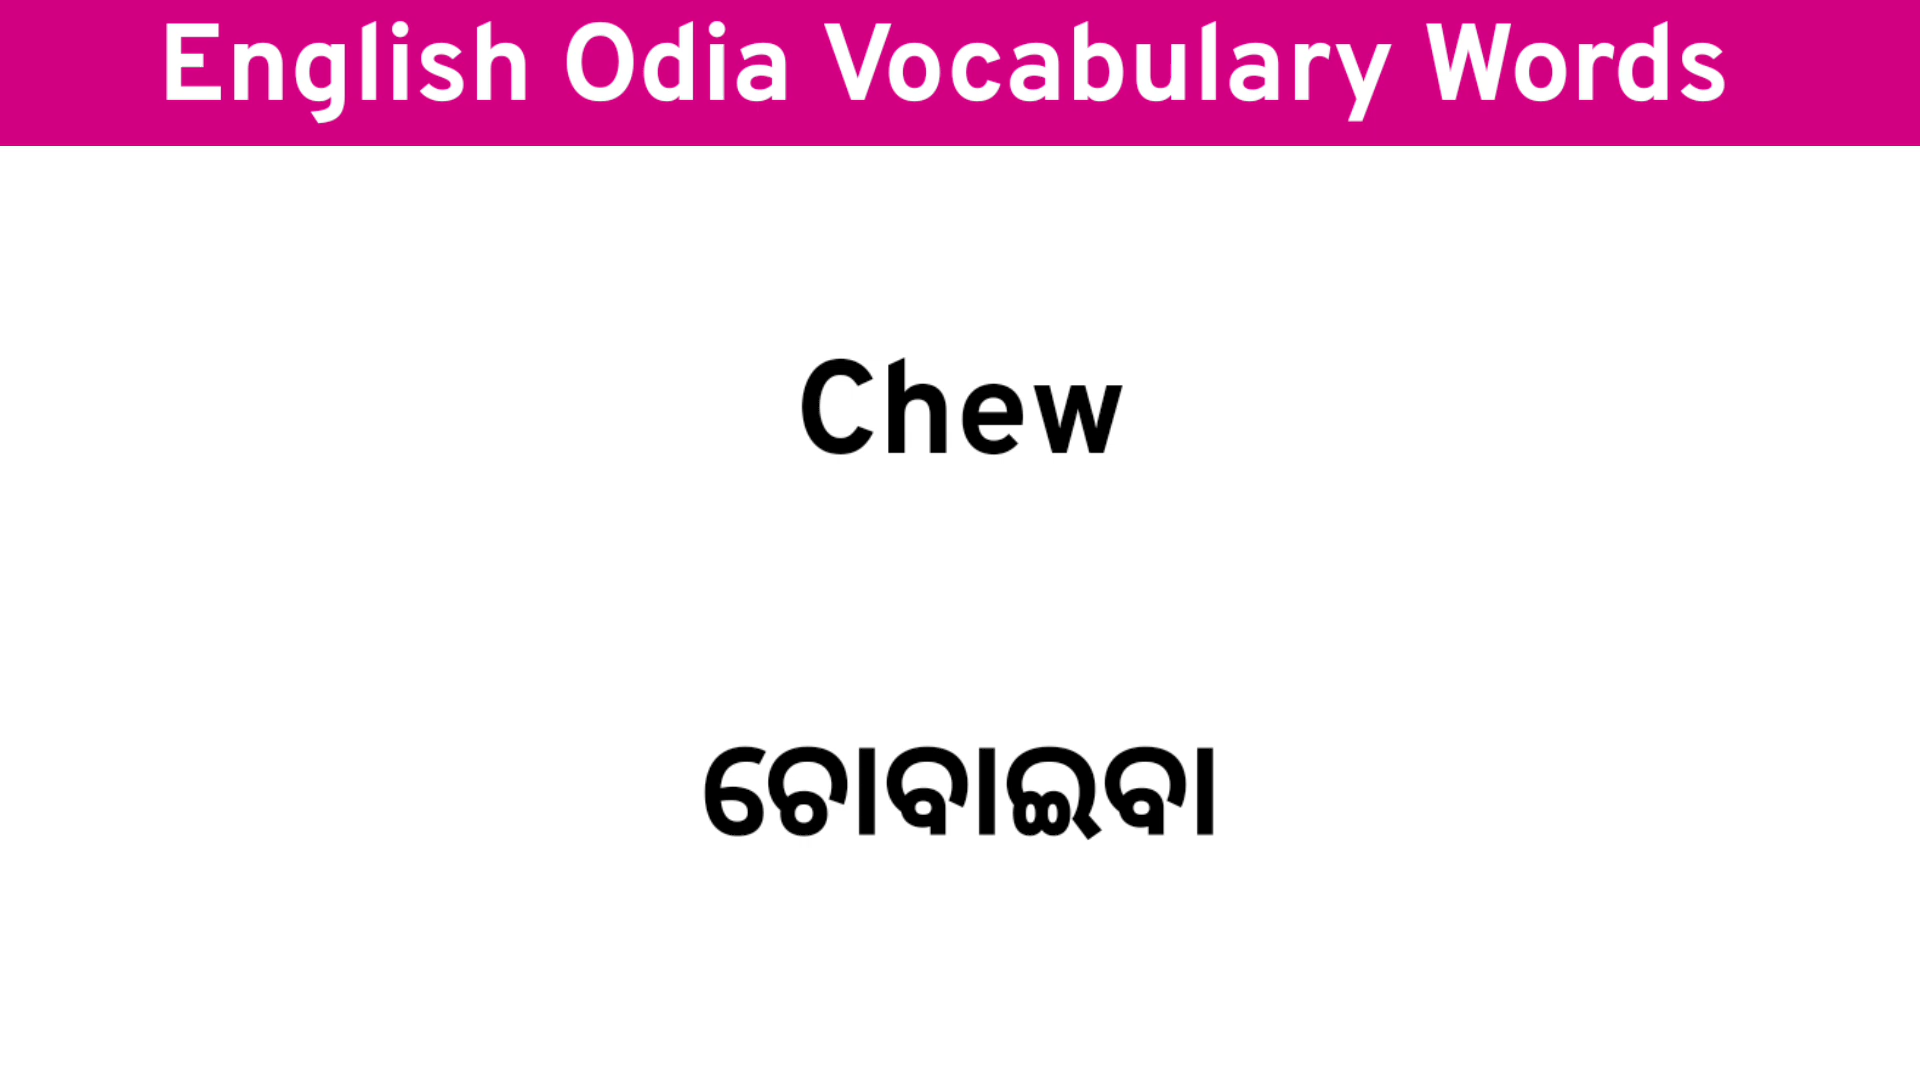 English Odia Vocabulary Words
Chew
ଚୋବାଇବା